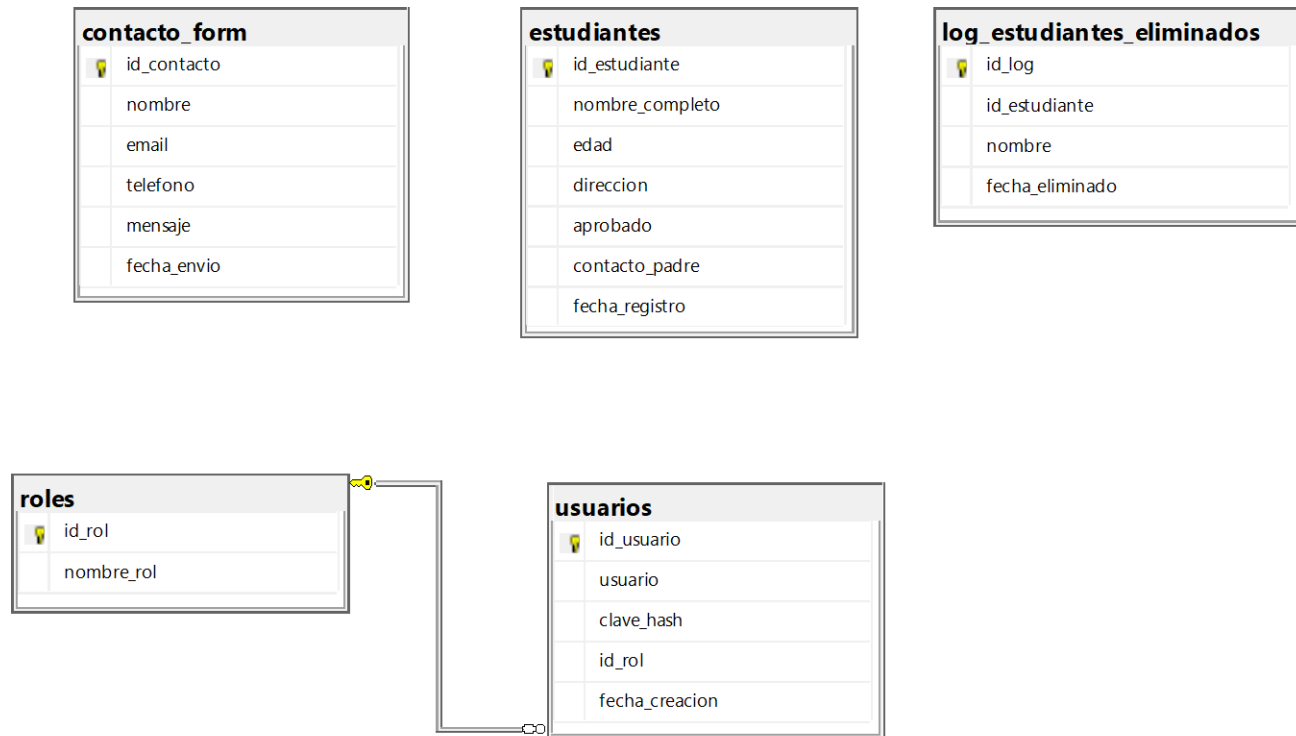 contacto_form
id_contacto
nombre
email
telefono
mensaje
fecha_envio
estudiantes
id_estudiante
nombre_completo
edad
direccion
aprobado
contacto_padre
fecha_registro
log_estudiantes_eliminados
id_log
id_estudiante
nombre
fecha_eliminado
roles
id_rol
nombre_rol
usuarios
id_usuario
usuario
clave_hash
id_rol
fecha_creacion